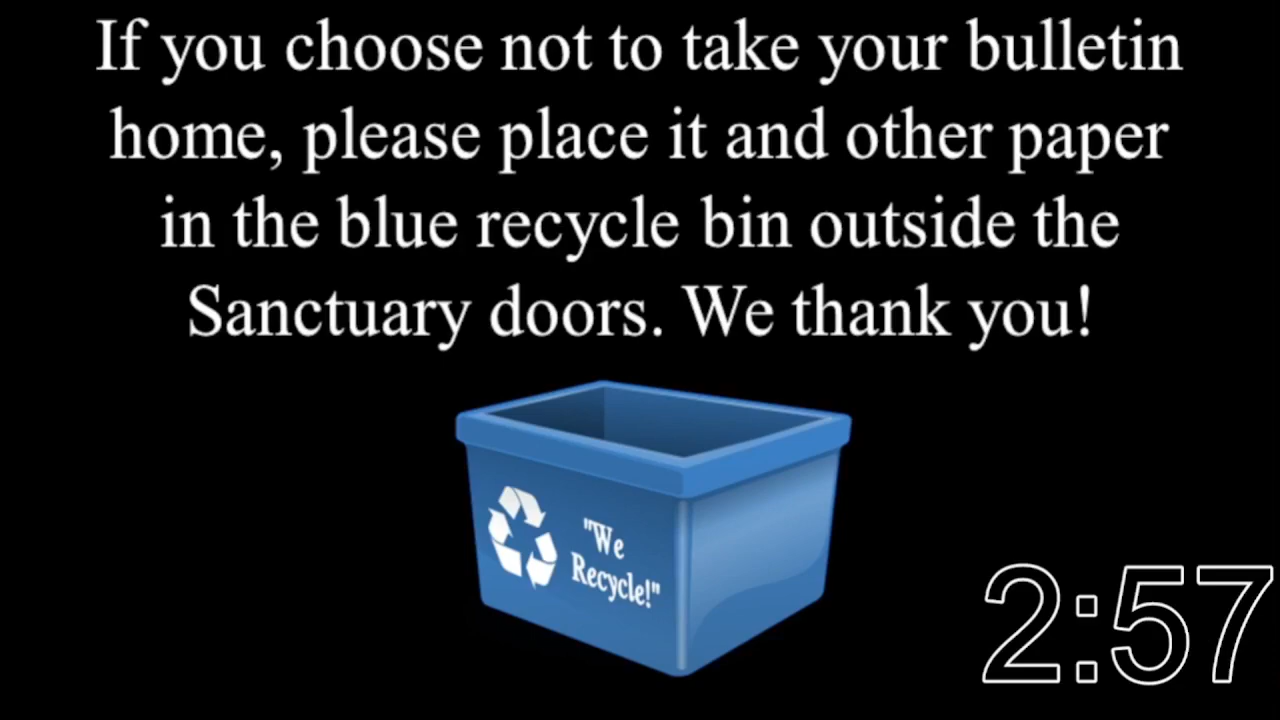 If you choose not to take your bulletin
home, please place it and other paper
in the blue recycle bin outside the
Sanctuary doors. We thank you!
"We
Recycle!"
2:57